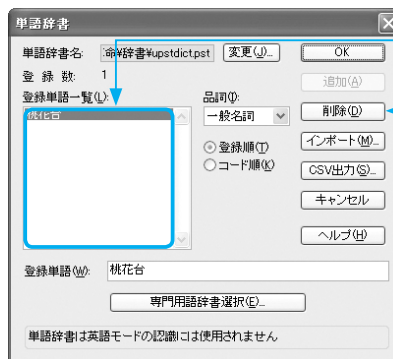 単語辞書
単語辞書名: 命¥辞書¥upstdict.pst 変更(J)... OK
登録数: 1 追加(A)
登録単語一覧(L): 品詞(I): 削除(D)
桃花台 一般名詞
インポート(M)...
登録順(T)
コード順(K) CSV出力(S)...
キャンセル
ヘルプ(H)
登録単語(W): 桃花台
専門用語辞書選択(E)...
単語辞書は英語モードの認識には使用されません